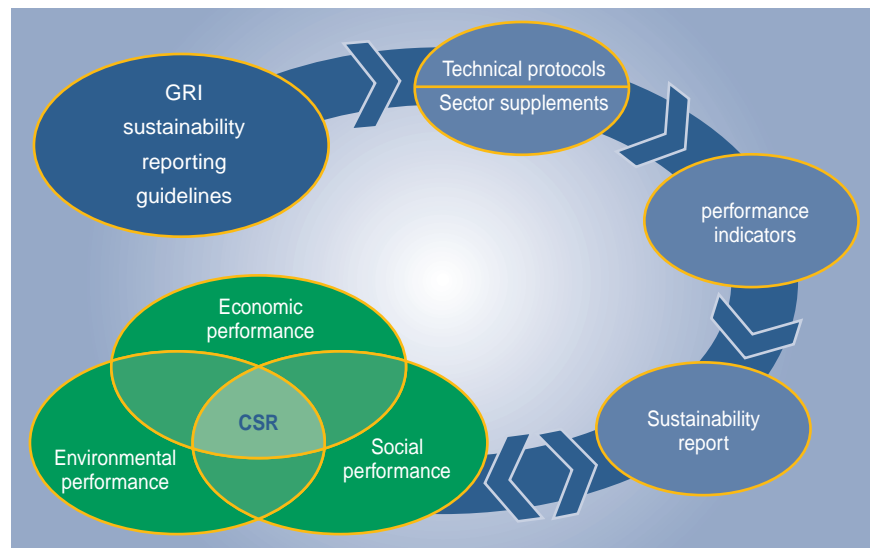 GRI
sustainability
reporting
guidelines
Technical protocols
Sector supplements
performance
indicators
Sustainability
report
Economic
performance
CSR
Environmental
performance
Social
performance